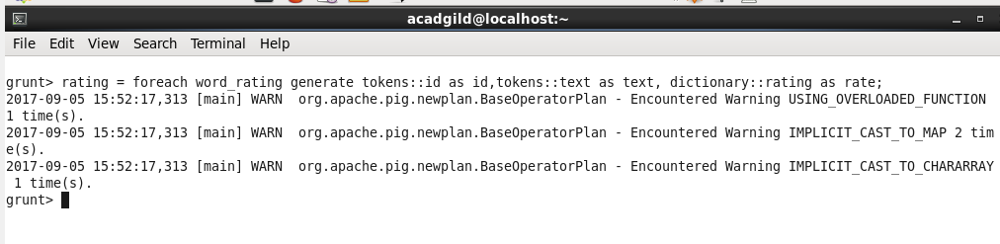 acadgild@localhost:~
File Edit View Search Terminal Help
grunt> rating = foreach word_rating generate tokens::id as id,tokens::text as text, dictionary::rating as rate;
2017-09-05 15:52:17,313 [main] WARN  org.apache.pig.newplan.BaseOperatorPlan - Encountered Warning USING_OVERLOADED_FUNCTION
1 time(s).
2017-09-05 15:52:17,313 [main] WARN  org.apache.pig.newplan.BaseOperatorPlan - Encountered Warning IMPLICIT_CAST_TO_MAP 2 tim
e(s).
2017-09-05 15:52:17,313 [main] WARN  org.apache.pig.newplan.BaseOperatorPlan - Encountered Warning IMPLICIT_CAST_TO_CHARARRAY
 1 time(s).
grunt>